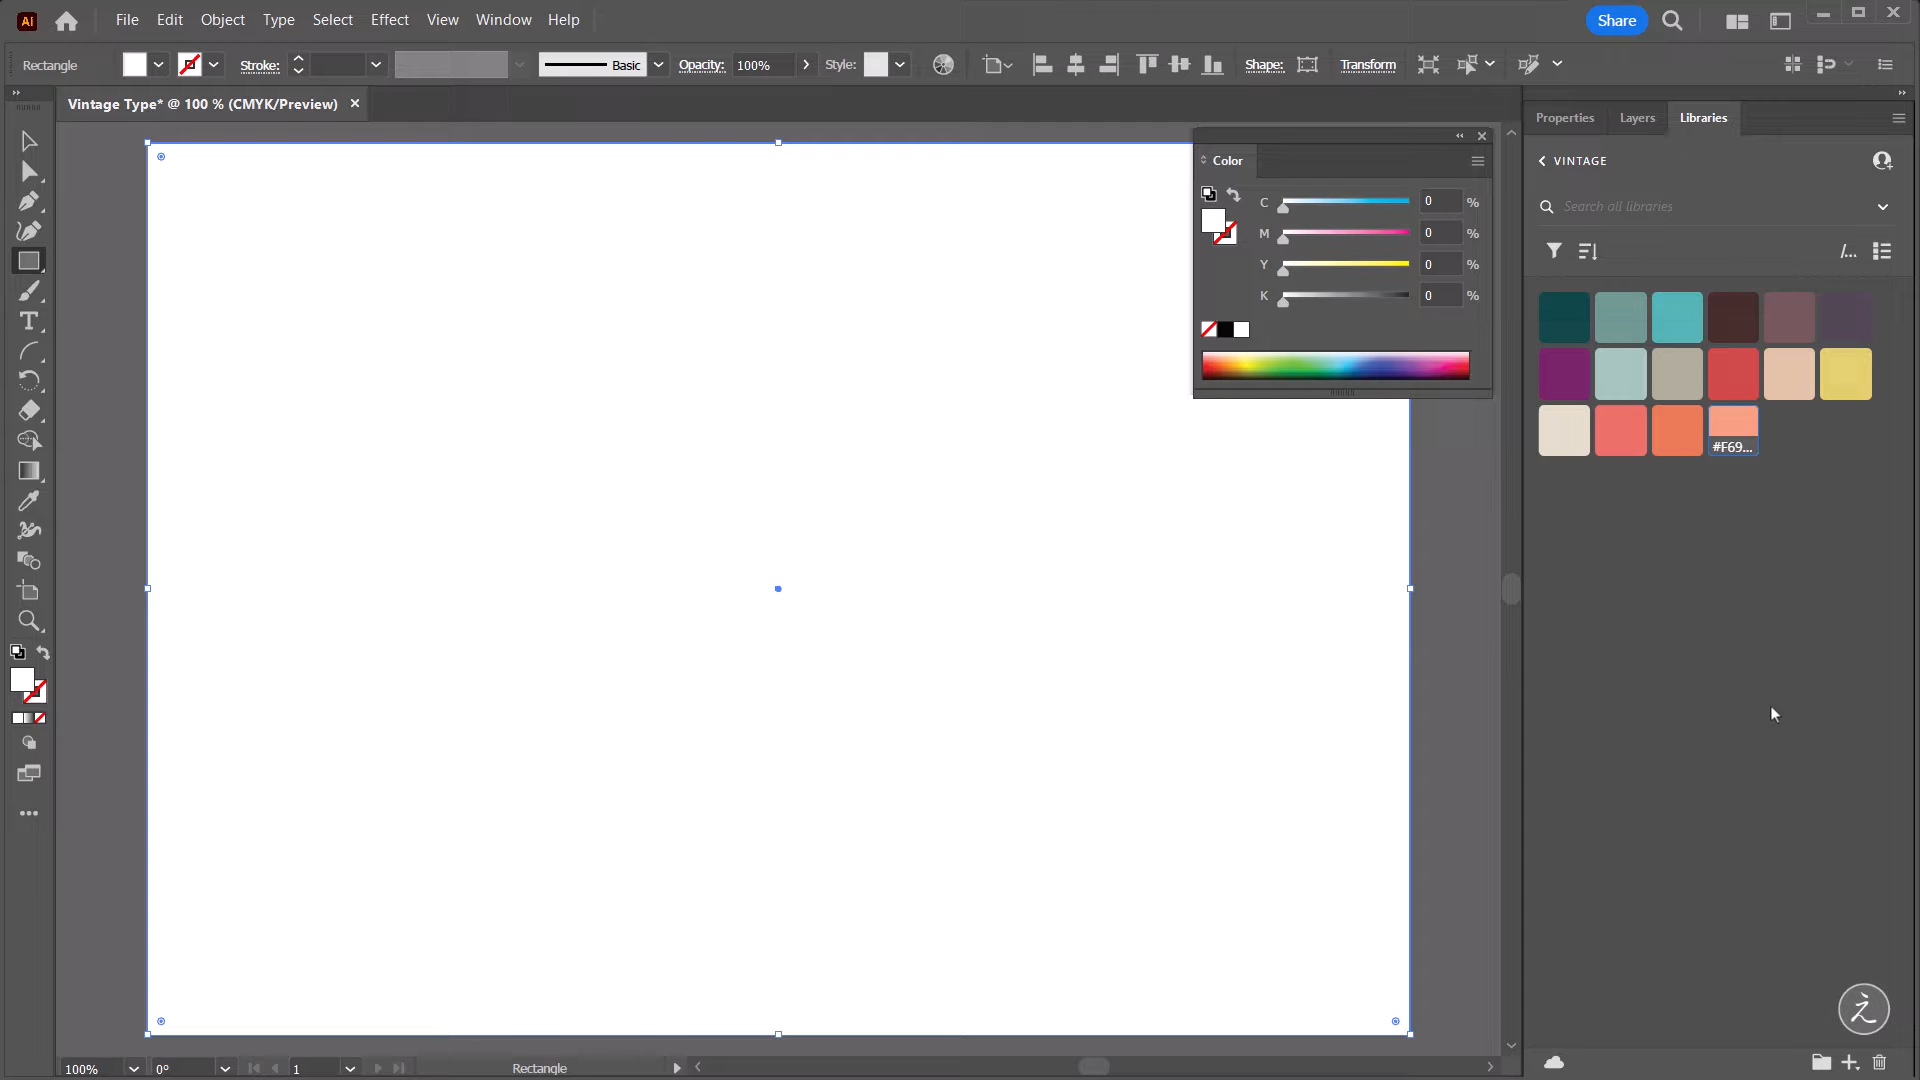 Ai File Edit Object Type Select Effect View Window Help Share
Rectangle Stroke: Basic Opacity: 100% Style: Shape: Transform
Vintage Type* @ 100 % (CMYK/Preview)
Properties Layers Libraries
Color
VINTAGE
C 0 %
M 0 %
Y 0 %
K 0 %
Search all libraries
/...
#F69...
之
100% 0° 1 Rectangle